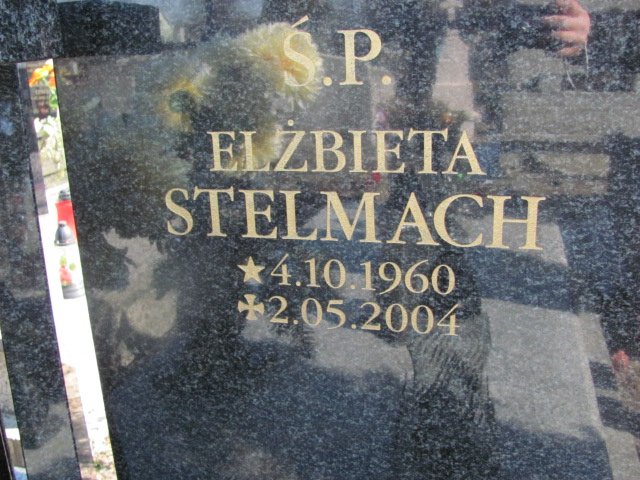 Ś.P.
ELŻBIETA
STELMACH
★4.10.1960
✠2.05.2004